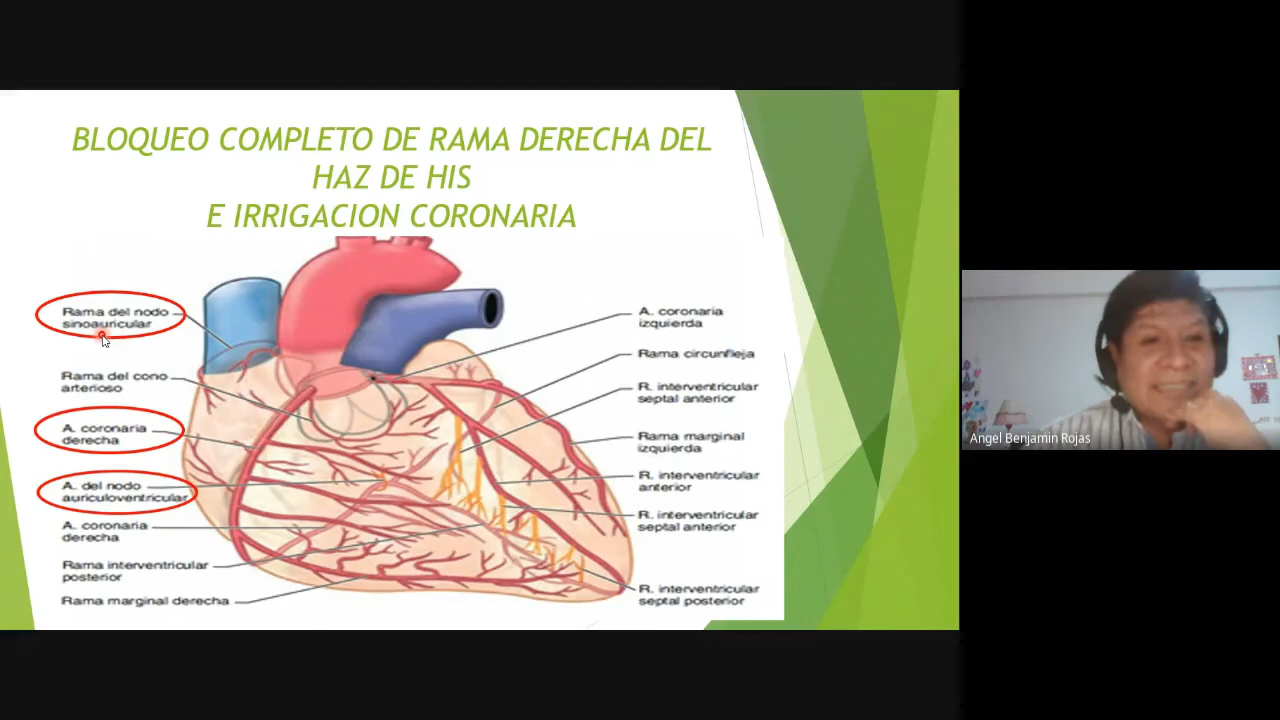 BLOQUEO COMPLETO DE RAMA DERECHA DEL
HAZ DE HIS
E IRRIGACION CORONARIA
Rama del nodo
sinoauricular
Rama del cono
arterioso
A. coronaria
derecha
A. del nodo
auriculoventricular
A. coronaria
derecha
Rama interventricular
posterior
Rama marginal derecha
A. coronaria
izquierda
Rama circunfleja
R. interventricular
septal anterior
Rama marginal
izquierda
R. interventricular
anterior
R. interventricular
septal anterior
R. interventricular
septal posterior
Angel Benjamin Rojas